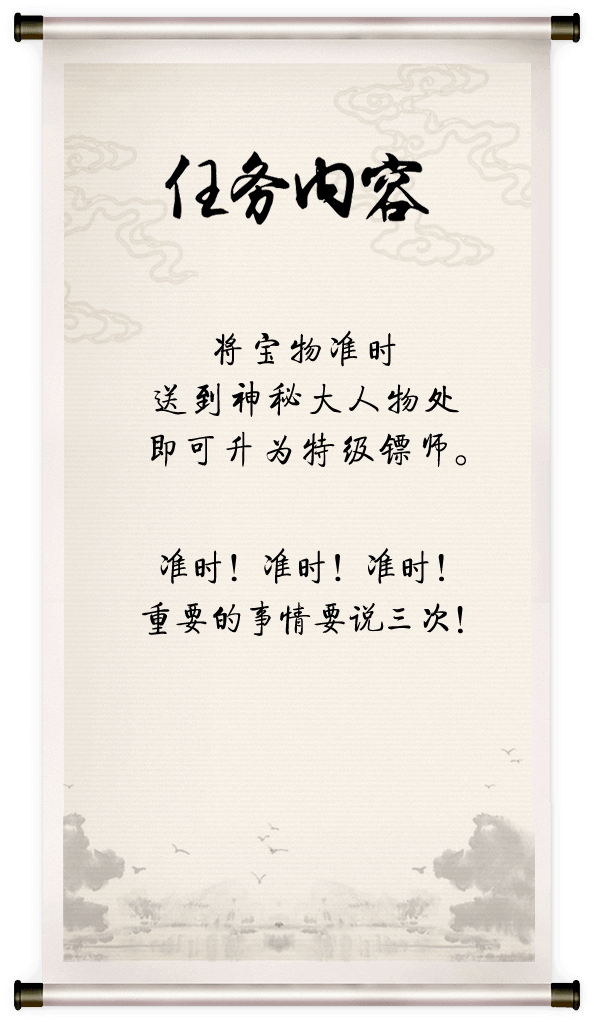 任务内容
将宝物准时
送到神秘大人物处
即可升为特级镖师。
准时！准时！准时！
重要的事情要说三次！